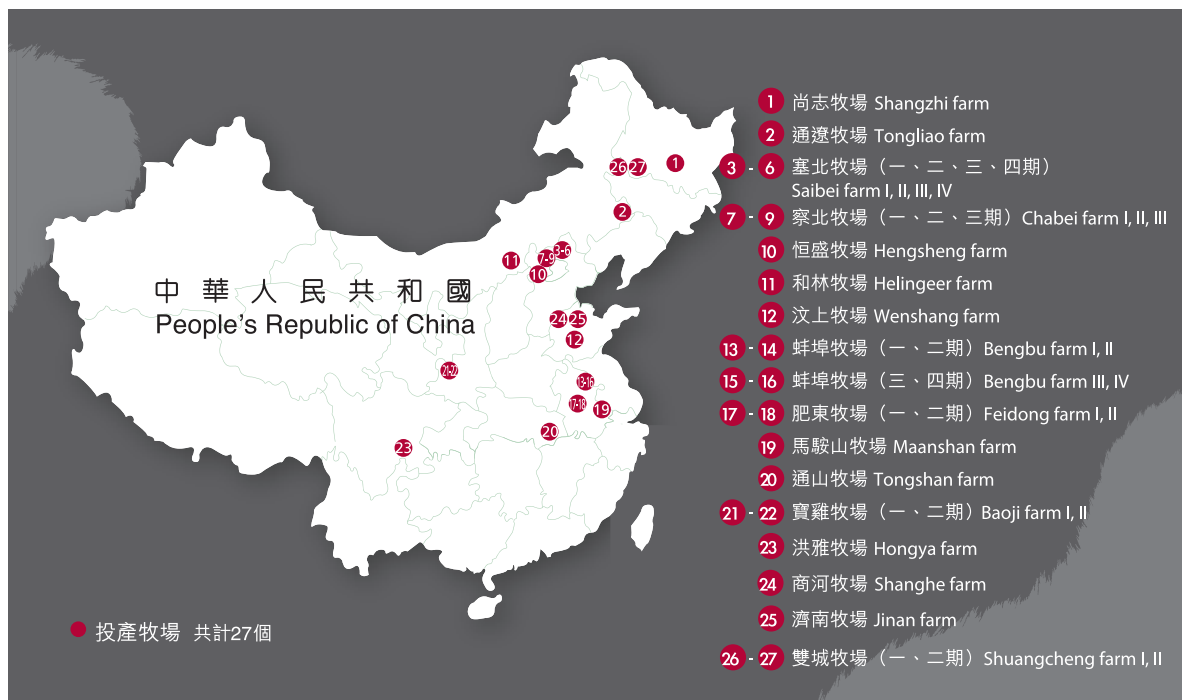 26 27 1
2
11 7-9 3-6
10
中華人民共和國
People's Republic of China
24 25
12
21-22
13-16
17-18 19
20
23
投產牧場 共計27個
1 尚志牧場 Shangzhi farm
2 通遼牧場 Tongliao farm
3 - 6 塞北牧場（一、二、三、四期）
Saibei farm I, II, III, IV
7 - 9 察北牧場（一、二、三期）Chabei farm I, II, III
10 恒盛牧場 Hengsheng farm
11 和林牧場 Helingeer farm
12 汶上牧場 Wenshang farm
13 - 14 蚌埠牧場（一、二期）Bengbu farm I, II
15 - 16 蚌埠牧場（三、四期）Bengbu farm III, IV
17 - 18 肥東牧場（一、二期）Feidong farm I, II
19 馬鞍山牧場 Maanshan farm
20 通山牧場 Tongshan farm
21 - 22 寶雞牧場（一、二期）Baoji farm I, II
23 洪雅牧場 Hongya farm
24 商河牧場 Shanghe farm
25 濟南牧場 Jinan farm
26 - 27 雙城牧場（一、二期）Shuangcheng farm I, II